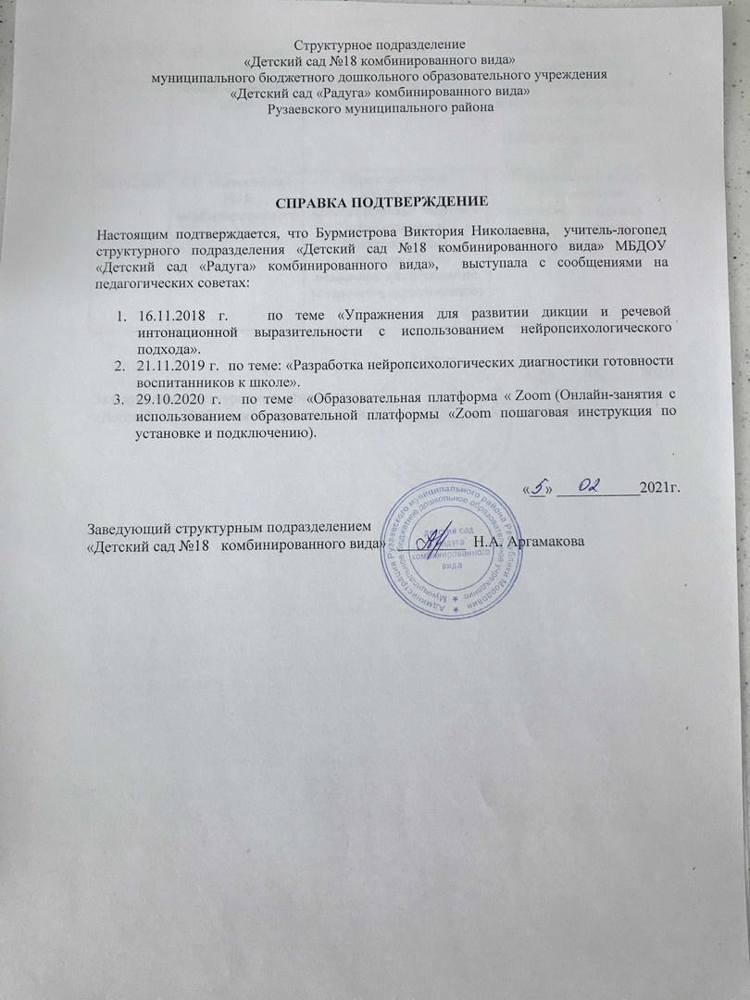 Структурное подразделение
«Детский сад №18 комбинированного вида»
муниципального бюджетного дошкольного образовательного учреждения
«Детский сад «Радуга» комбинированного вида»
Рузаевского муниципального района
СПРАВКА ПОДТВЕРЖДЕНИЕ
Настоящим подтверждается, что Бурмистрова Виктория Николаевна, учитель-логопед
структурного подразделения «Детский сад №18 комбинированного вида» МБДОУ
«Детский сад «Радуга» комбинированного вида», выступала с сообщениями на
педагогических советах:
1. 16.11.2018 г. по теме «Упражнения для развитии дикции и речевой
интонационной выразительности с использованием нейропсихологического
подхода».
2. 21.11.2019 г. по теме: «Разработка нейропсихологических диагностики готовности
воспитанников к школе».
3. 29.10.2020 г. по теме «Образовательная платформа « Zoom (Онлайн-занятия с
использованием образовательной платформы «Zoom пошаговая инструкция по
установке и подключению).
«5» 02 2021г.
Заведующий структурным подразделением
«Детский сад №18 комбинированного вида» Н.А. Аргамакова
Администрация Рузаевского муниципального района Республики Мордовия
Муниципальное бюджетное дошкольное образовательное учреждение
детский сад
Радуга
комбинированного
вида